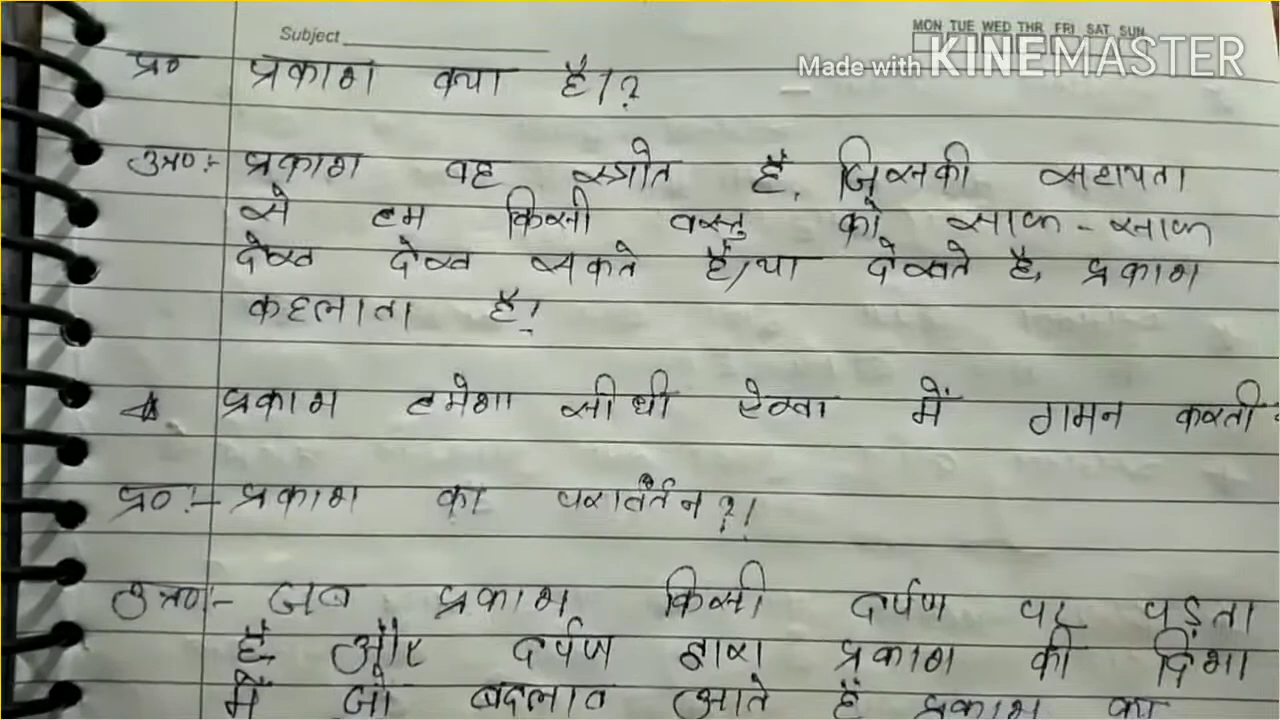 Subject
MON TUE WED THR FRI SAT SUN
Made with KINEMASTER
प्र० प्रकाश क्या है।?
उत्र०:- प्रकाश वह स्त्रोत है, जिसकी सहायता
से हम किसी वस्तु को साफ - साफ
देख देख सकते है/या देखते है, प्रकाश
कहलाता है!
प्रकाश हमेशा सीधी रेखा में गमन करती
प्र०:- प्रकाश का परावर्तन?।
उत्र०:- जब प्रकाश किसी दर्पण पर पड़ता
है, और दर्पण द्वारा प्रकाश की दिशा
में जो बदलाव आते हैं प्रकाश का